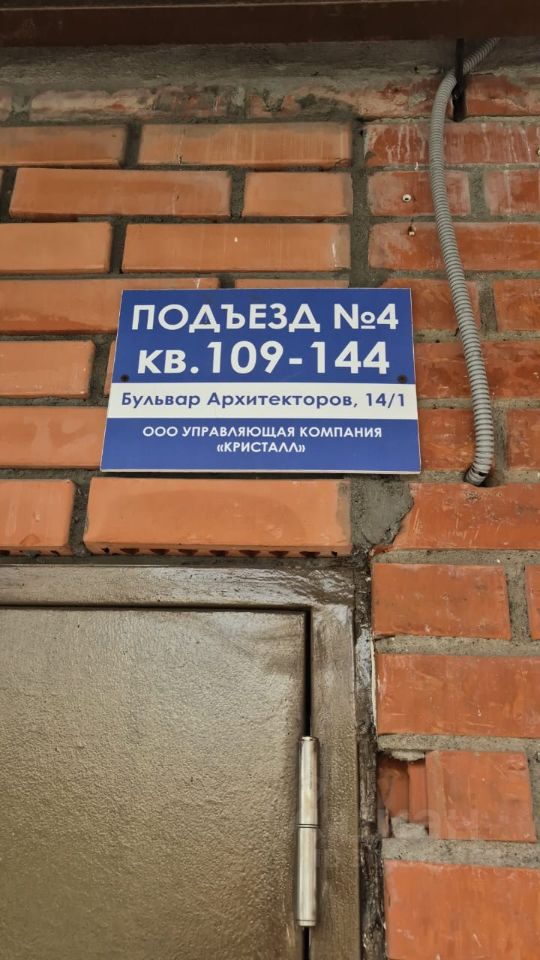 ПОДЪЕЗД №4
кв.109-144
Бульвар Архитекторов, 14/1
ООО УПРАВЛЯЮЩАЯ КОМПАНИЯ
«КРИСТАЛЛ»